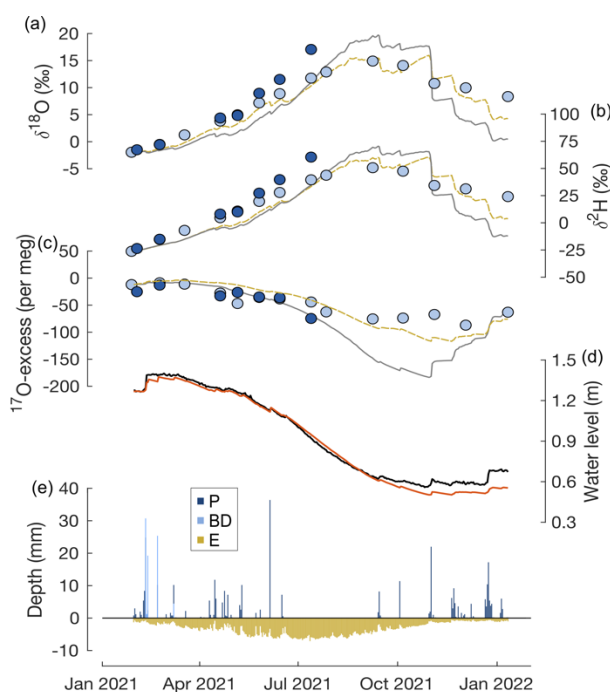 (a)
20
15
10
5
0
-5
δ18O (‰)
(b)
100
75
50
25
0
-25
-50
δ2H (‰)
(c)
50
0
-50
-100
-150
-200
17O-excess (per meg)
(d)
1.5
1.2
0.9
0.6
0.3
Water level (m)
(e)
40
30
20
10
0
-10
Depth (mm)
P
BD
E
Jan 2021 Apr 2021 Jul 2021 Oct 2021 Jan 2022